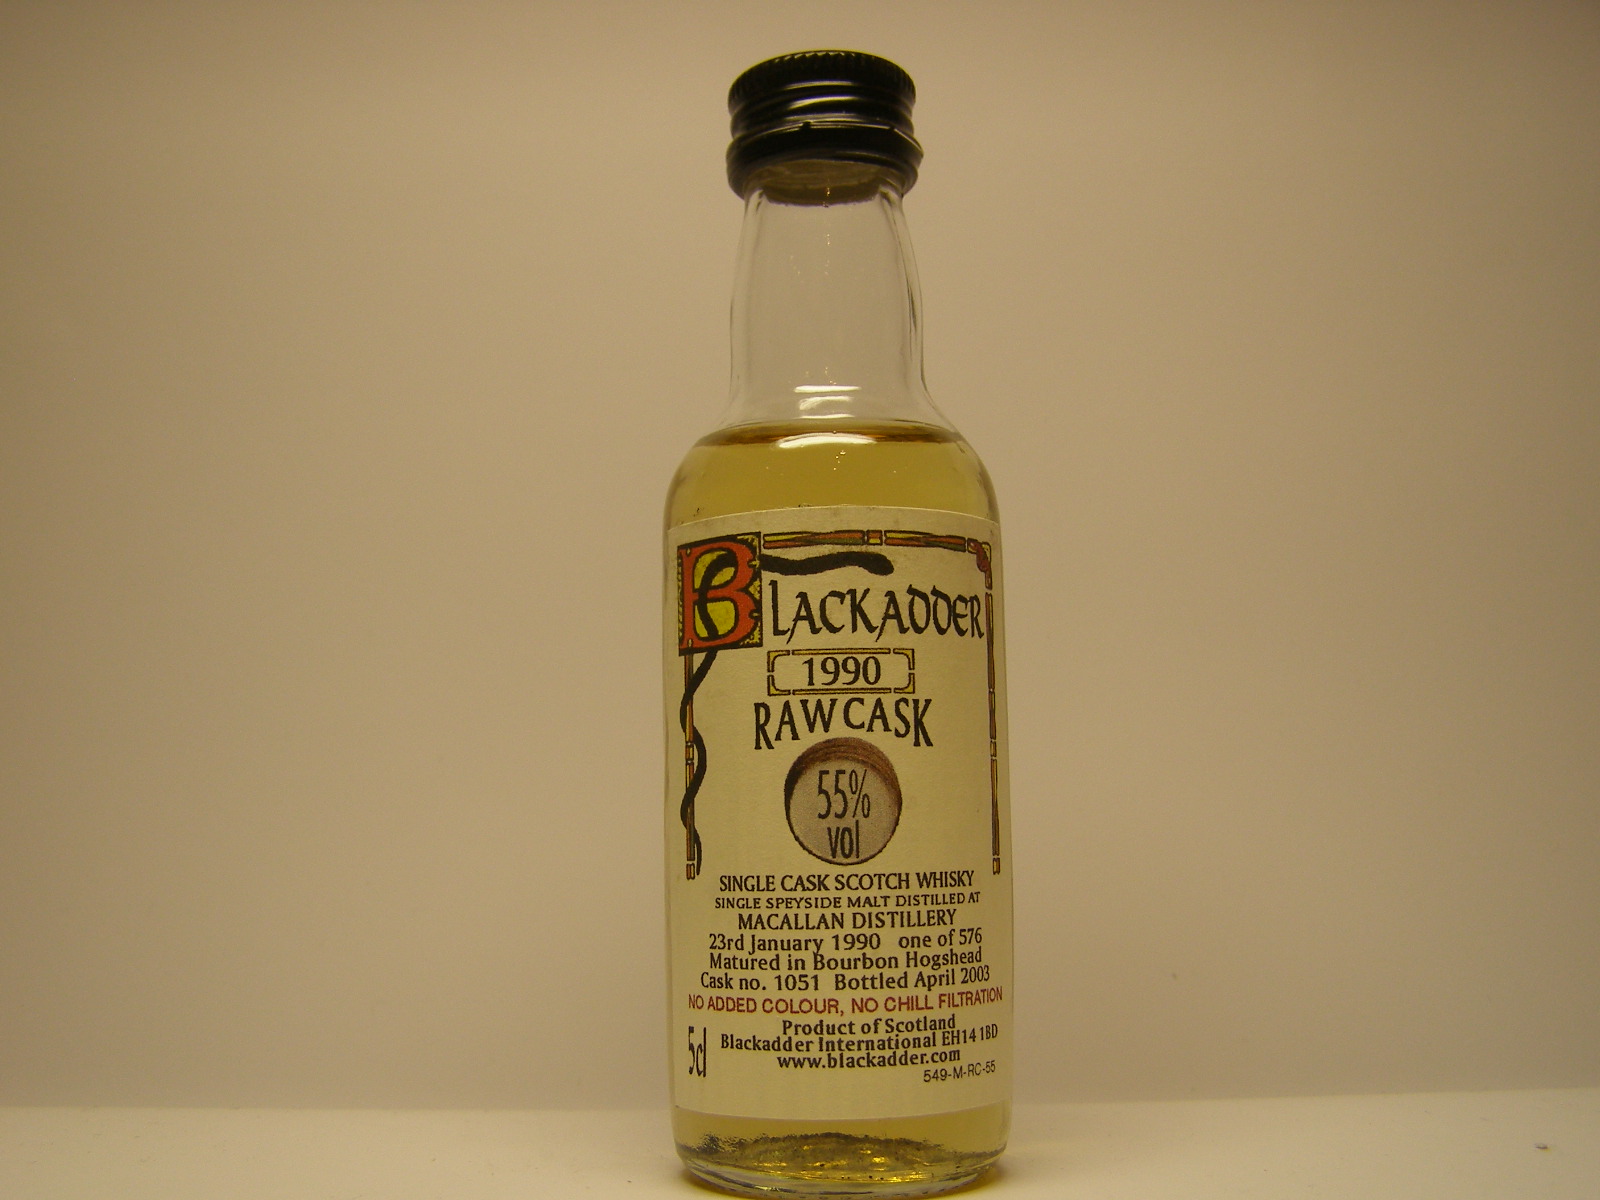 BLACKADDER
1990
RAW CASK
55%
vol
SINGLE CASK SCOTCH WHISKY
SINGLE SPEYSIDE MALT DISTILLED AT
MACALLAN DISTILLERY
23rd January 1990 one of 576
Matured in Bourbon Hogshead
Cask no. 1051 Bottled April 2003
NO ADDED COLOUR, NO CHILL FILTRATION
Product of Scotland
5cl Blackadder International EH14 1BD
www.blackadder.com
549-M-RC-55